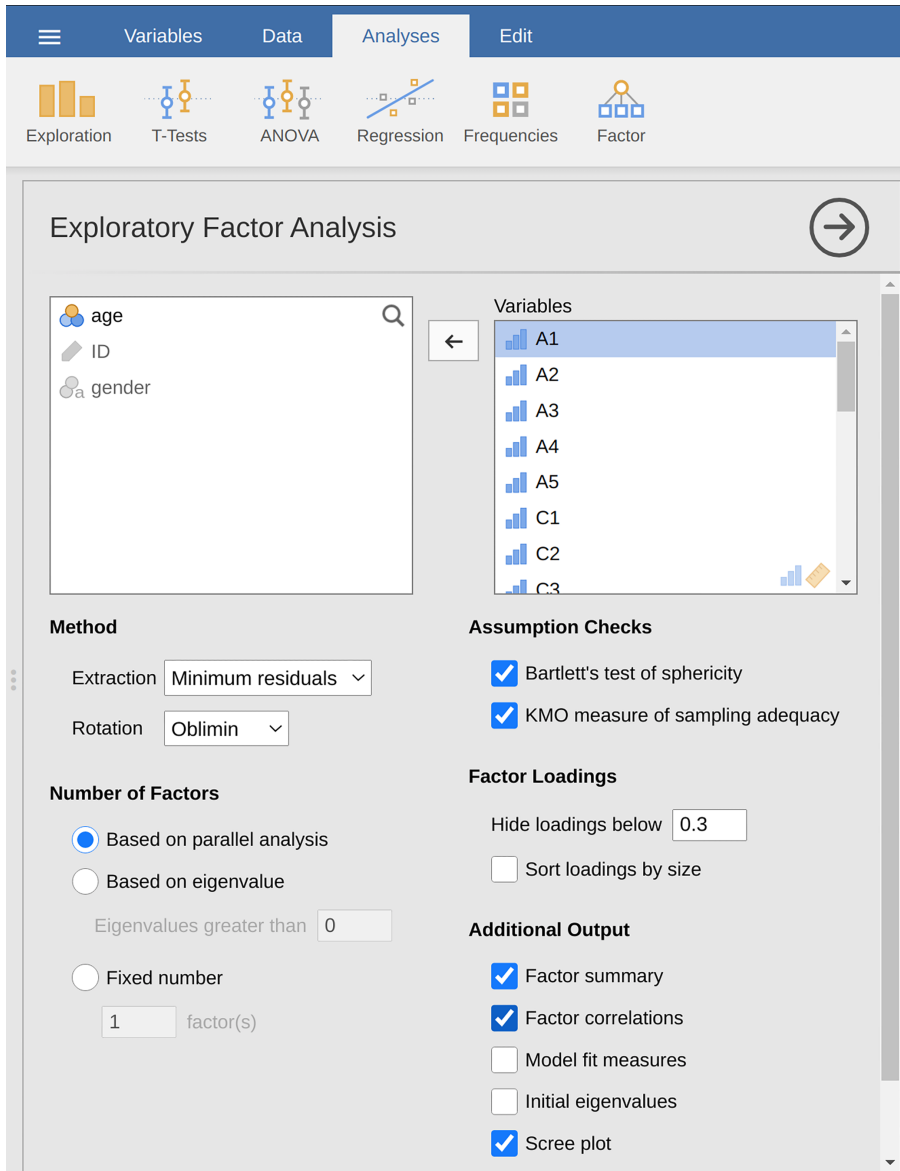 Variables Data Analyses Edit
Exploration T-Tests ANOVA Regression Frequencies Factor
Exploratory Factor Analysis
age
ID
a gender
Variables
A1
A2
A3
A4
A5
C1
C2
C3
Method
Extraction Minimum residuals
Rotation Oblimin
Number of Factors
Based on parallel analysis
Based on eigenvalue
Eigenvalues greater than 0
Fixed number
1 factor(s)
Assumption Checks
Bartlett's test of sphericity
KMO measure of sampling adequacy
Factor Loadings
Hide loadings below 0.3
Sort loadings by size
Additional Output
Factor summary
Factor correlations
Model fit measures
Initial eigenvalues
Scree plot